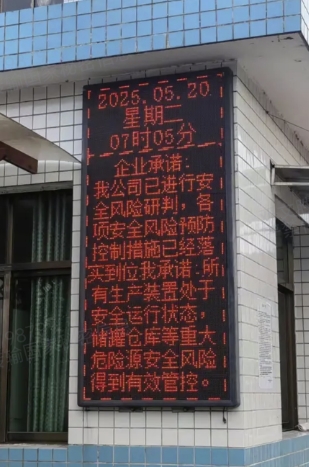 2025.05.20
星期二
07时05分
企业承诺:
我公司已进行安
全风险研判，各
项安全风险预防
控制措施已经落
实到位我承诺:所
有生产装置处于
安全运行状态，
储罐仓库等重大
危险源安全风险
得到有效管控。